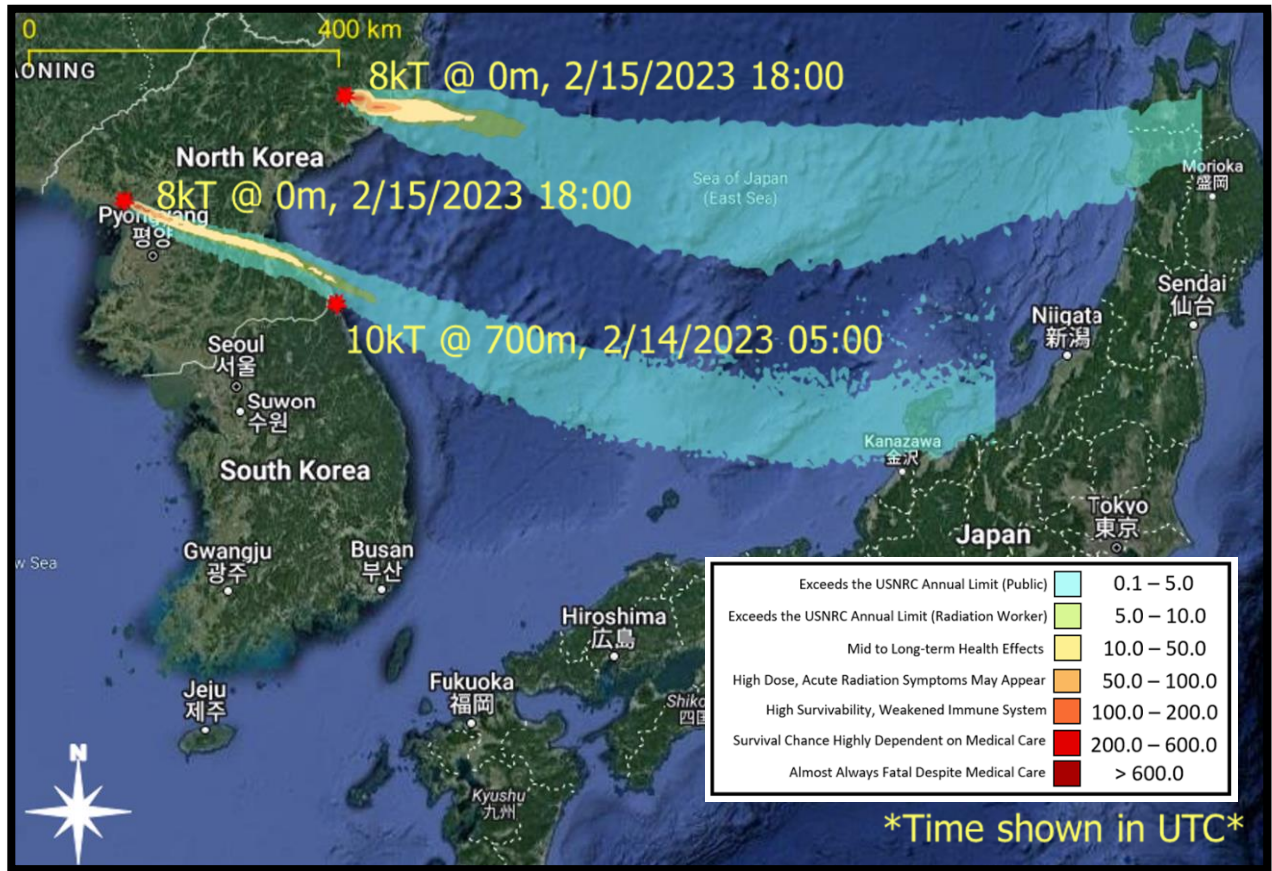 0
400 km
AONING
8kT @ 0m, 2/15/2023 18:00
North Korea
Sea of Japan
(East Sea)
Morioka
盛岡
8kT @ 0m, 2/15/2023 18:00
Pyongyang
평양
Sendai
仙台
Niigata
新潟
10kT @ 700m, 2/14/2023 05:00
Seoul
서울
Suwon
수원
Kanazawa
金沢
South Korea
Tokyo
東京
Japan
Gwangju
광주
Busan
부산
w Sea
Hiroshima
広島
Fukuoka
福岡
Jeju
제주
Shiko
四国
Kyushu
九州
N
Exceeds the USNRC Annual Limit (Public) 0.1 – 5.0
Exceeds the USNRC Annual Limit (Radiation Worker) 5.0 – 10.0
Mid to Long-term Health Effects 10.0 – 50.0
High Dose, Acute Radiation Symptoms May Appear 50.0 – 100.0
High Survivability, Weakened Immune System 100.0 – 200.0
Survival Chance Highly Dependent on Medical Care 200.0 – 600.0
Almost Always Fatal Despite Medical Care > 600.0
*Time shown in UTC*